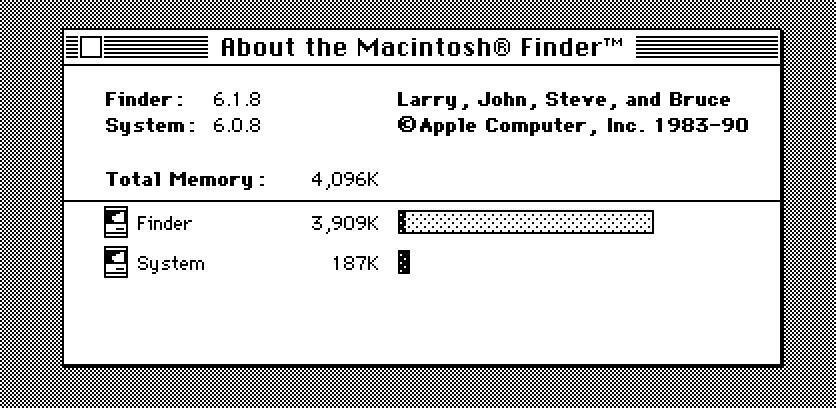 About the Macintosh® Finder™
Finder: 6.1.8 Larry, John, Steve, and Bruce
System: 6.0.8 ©Apple Computer, Inc. 1983-90
Total Memory: 4,096K
Finder 3,909K
System 187K